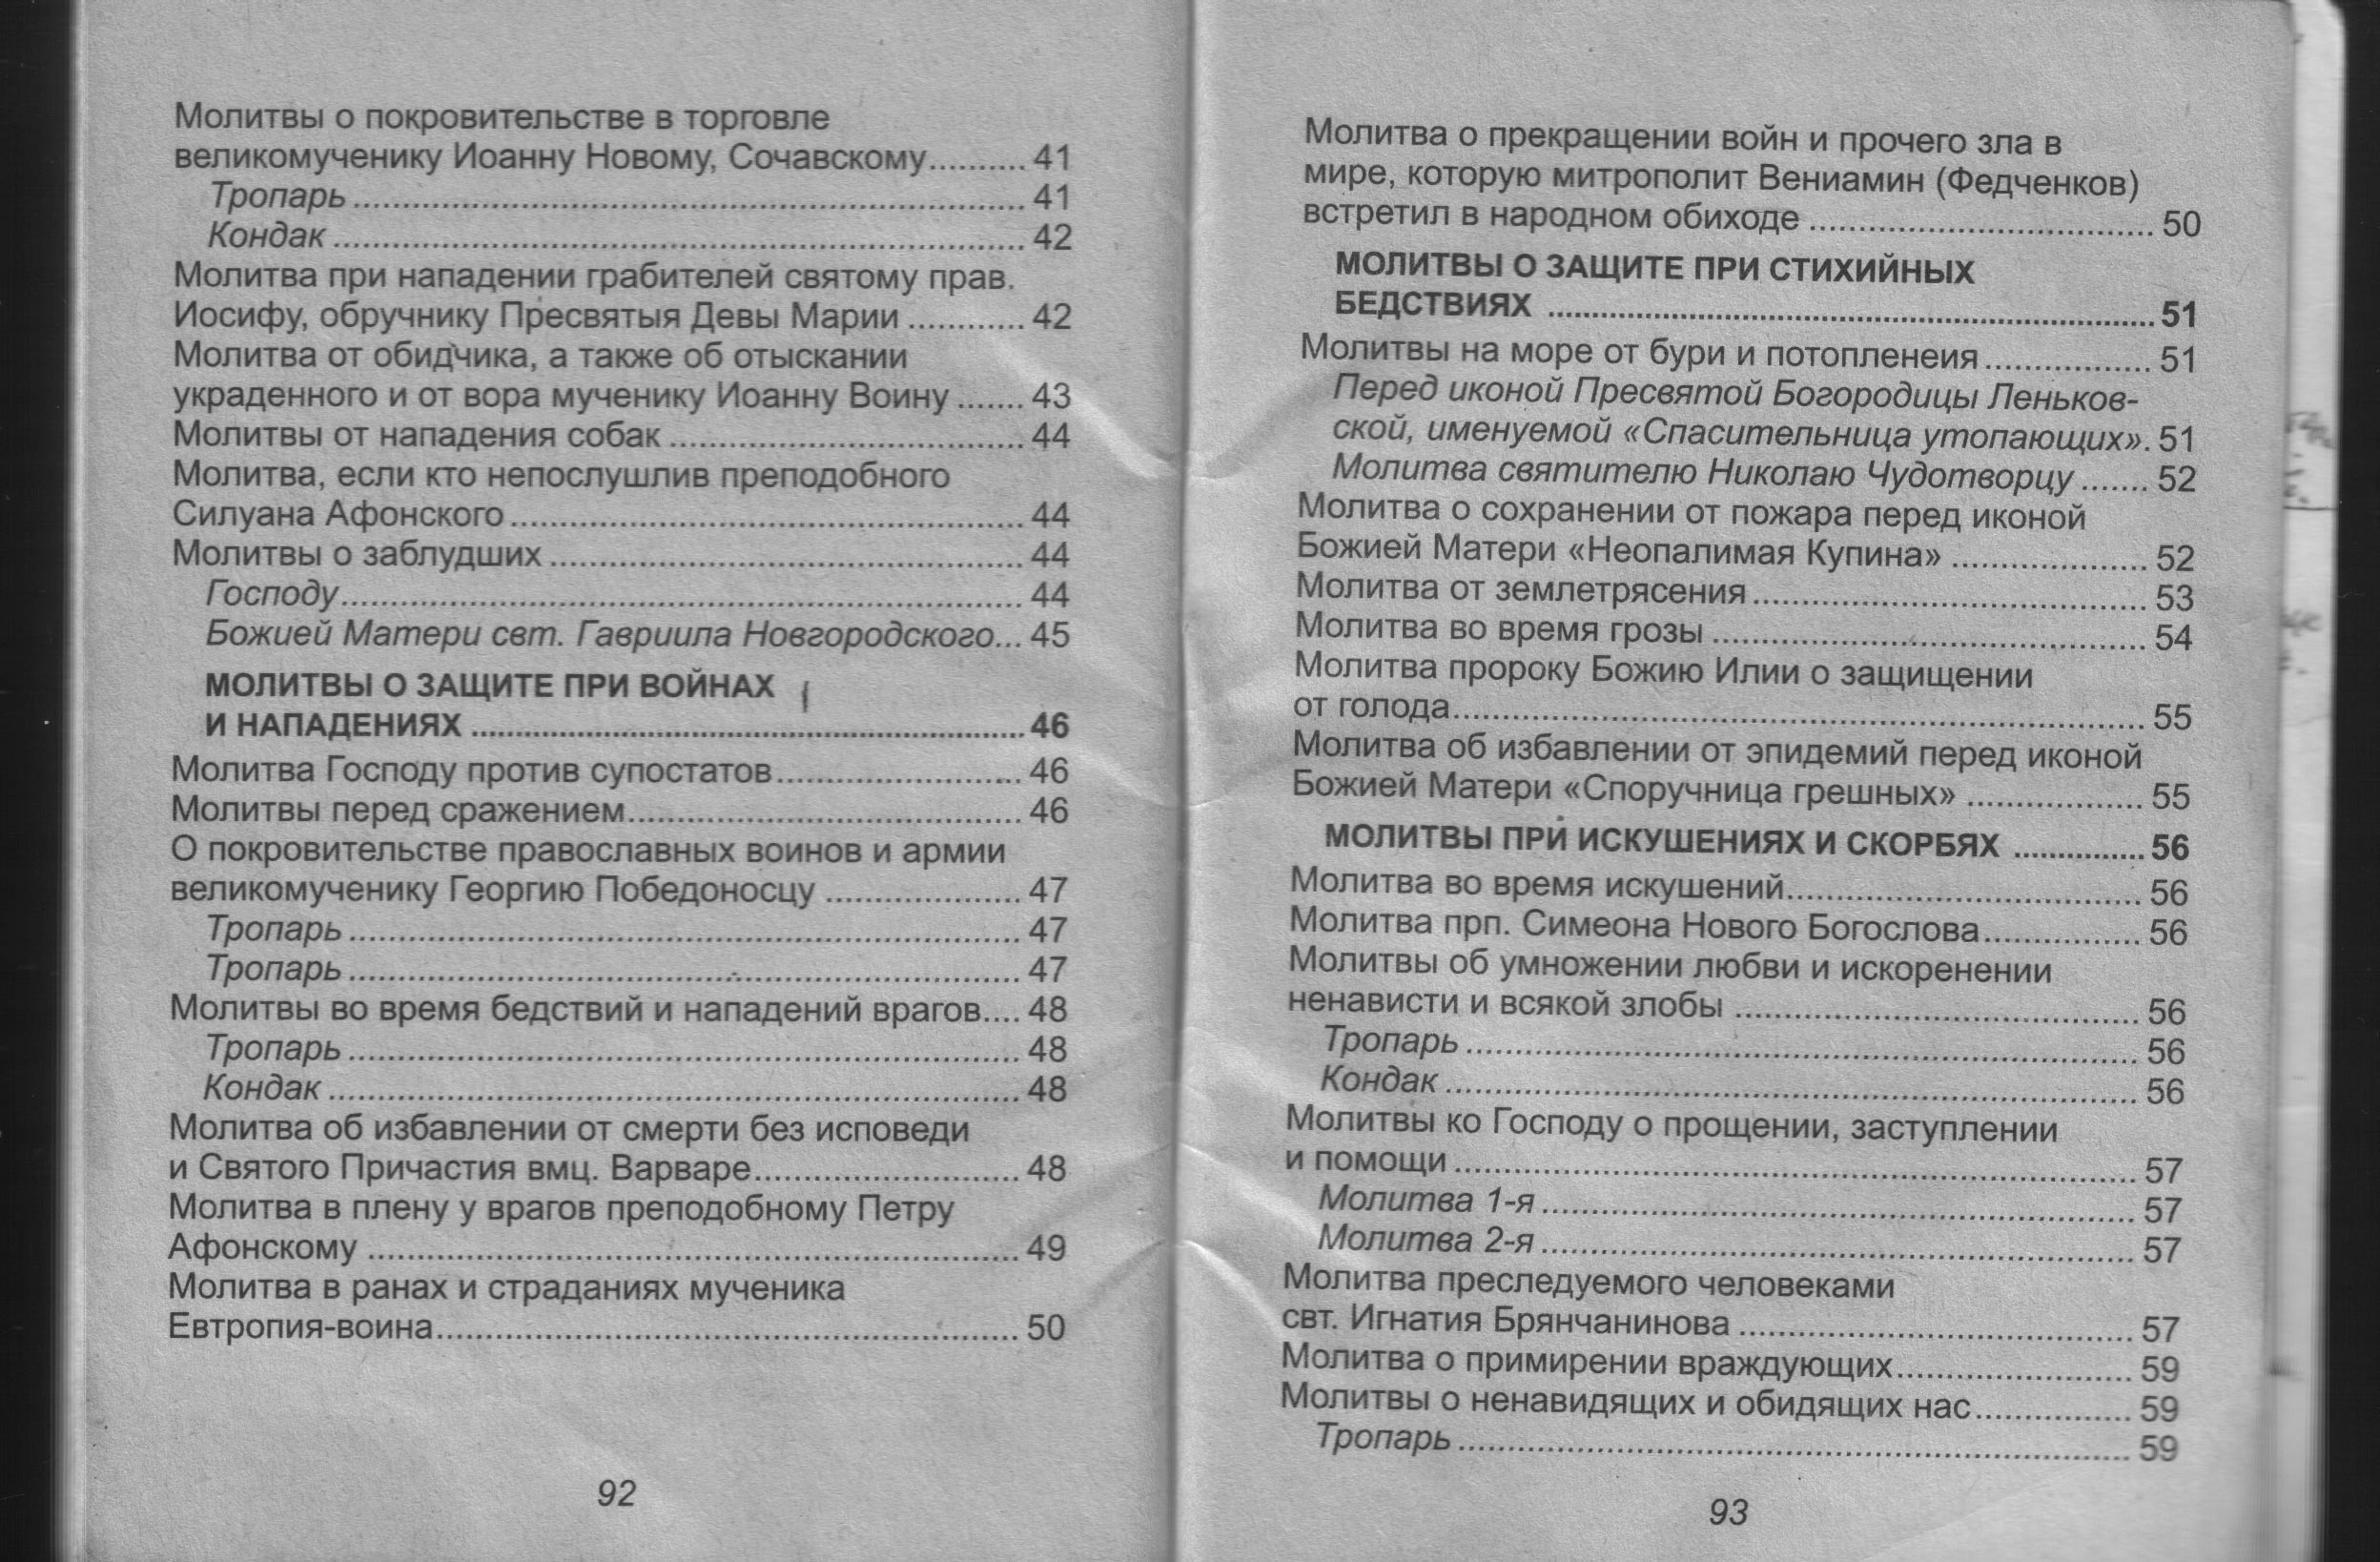 Молитвы о покровительстве в торговле
великомученику Иоанну Новому, Сочавскому.......... 41
Тропарь.................................................................... 41
Кондак...................................................................... 42
Молитва при нападении грабителей святому прав.
Иосифу, обручнику Пресвятыя Девы Марии ............ 42
Молитва от обидчика, а также об отыскании
украденного и от вора мученику Иоанну Воину ....... 43
Молитвы от нападения собак .................................... 44
Молитва, если кто непослушлив преподобного
Силуана Афонского.................................................... 44
Молитвы о заблудших................................................ 44
Господу..................................................................... 44
Божией Матери свт. Гавриила Новгородского... 45
МОЛИТВЫ О ЗАЩИТЕ ПРИ ВОЙНАХ
И НАПАДЕНИЯХ ........................................................ 46
Молитва Господу против супостатов......................... 46
Молитвы перед сражением........................................ 46
О покровительстве православных воинов и армии
великомученику Георгию Победоносцу .................... 47
Тропарь.................................................................... 47
Тропарь.................................................................... 47
Молитвы во время бедствий и нападений врагов.... 48
Тропарь.................................................................... 48
Кондак...................................................................... 48
Молитва об избавлении от смерти без исповеди
и Святого Причастия вмц. Варваре........................... 48
Молитва в плену у врагов преподобному Петру
Афонскому .................................................................. 49
Молитва в ранах и страданиях мученика
Евтропия-воина........................................................... 50
92
Молитва о прекращении войн и прочего зла в
мире, которую митрополит Вениамин (Федченков)
встретил в народном обиходе ................................... 50
МОЛИТВЫ О ЗАЩИТЕ ПРИ СТИХИЙНЫХ
БЕДСТВИЯХ .............................................................. 51
Молитвы на море от бури и потопленеия................. 51
Перед иконой Пресвятой Богородицы Леньков-
ской, именуемой «Спасительница утопающих». 51
Молитва святителю Николаю Чудотворцу ....... 52
Молитва о сохранении от пожара перед иконой
Божией Матери «Неопалимая Купина» .................... 52
Молитва от землетрясения........................................ 53
Молитва во время грозы ............................................ 54
Молитва пророку Божию Илии о защищении
от голода...................................................................... 55
Молитва об избавлении от эпидемий перед иконой
Божией Матери «Споручница грешных» .................. 55
МОЛИТВЫ ПРИ ИСКУШЕНИЯХ И СКОРБЯХ ............... 56
Молитва во время искушений.................................... 56
Молитва прп. Симеона Нового Богослова................ 56
Молитвы об умножении любви и искоренении
ненависти и всякой злобы ......................................... 56
Тропарь.................................................................... 56
Кондак...................................................................... 56
Молитвы ко Господу о прощении, заступлении
и помощи..................................................................... 57
Молитва 1-я............................................................ 57
Молитва 2-я............................................................ 57
Молитва преследуемого человеками
свт. Игнатия Брянчанинова ........................................ 57
Молитва о примирении враждующих........................ 59
Молитвы о ненавидящих и обидящих нас................ 59
Тропарь.................................................................... 59
93